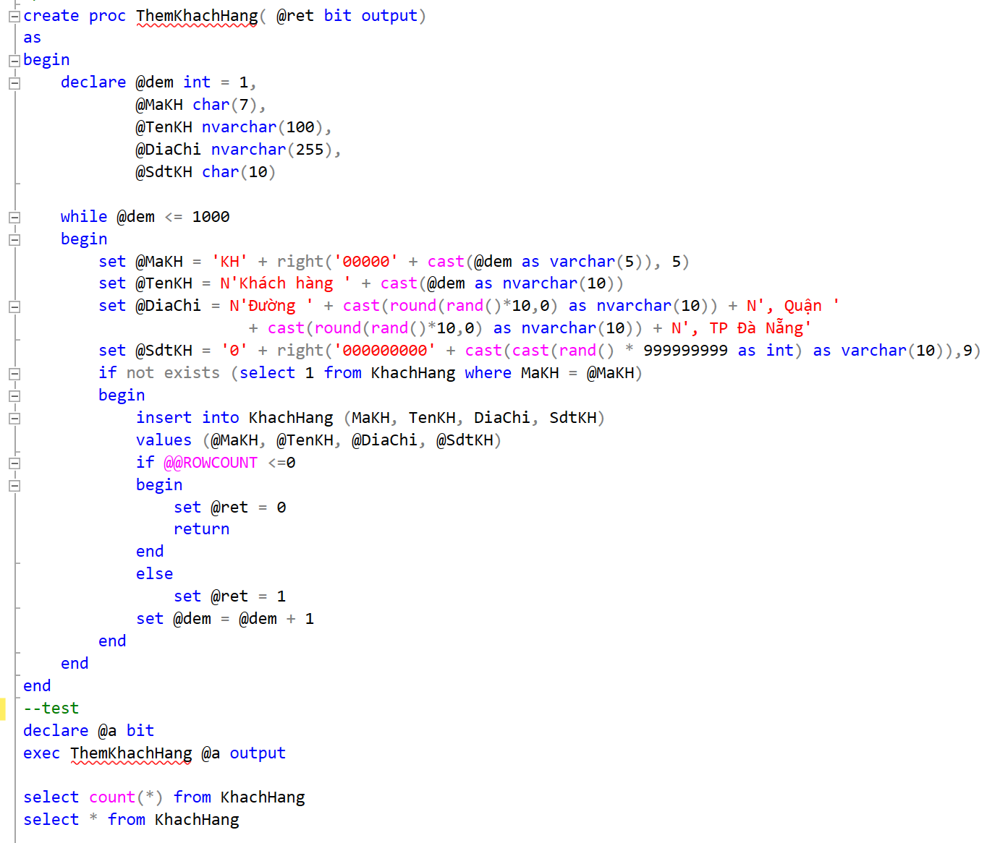 create proc ThemKhachHang( @ret bit output)
as
begin
    declare @dem int = 1,
            @MaKH char(7),
            @TenKH nvarchar(100),
            @DiaChi nvarchar(255),
            @SdtKH char(10)

    while @dem <= 1000
    begin
        set @MaKH = 'KH' + right('00000' + cast(@dem as varchar(5)), 5)
        set @TenKH = N'Khách hàng ' + cast(@dem as nvarchar(10))
        set @DiaChi = N'Đường ' + cast(round(rand()*10,0) as nvarchar(10)) + N', Quận '
                        + cast(round(rand()*10,0) as nvarchar(10)) + N', TP Đà Nẵng'
        set @SdtKH = '0' + right('000000000' + cast(cast(rand() * 999999999 as int) as varchar(10)),9)
        if not exists (select 1 from KhachHang where MaKH = @MaKH)
        begin
            insert into KhachHang (MaKH, TenKH, DiaChi, SdtKH)
            values (@MaKH, @TenKH, @DiaChi, @SdtKH)
            if @@ROWCOUNT <=0
            begin
                set @ret = 0
                return
            end
            else
                set @ret = 1
            set @dem = @dem + 1
        end
    end
end
--test
declare @a bit
exec ThemKhachHang @a output

select count(*) from KhachHang
select * from KhachHang